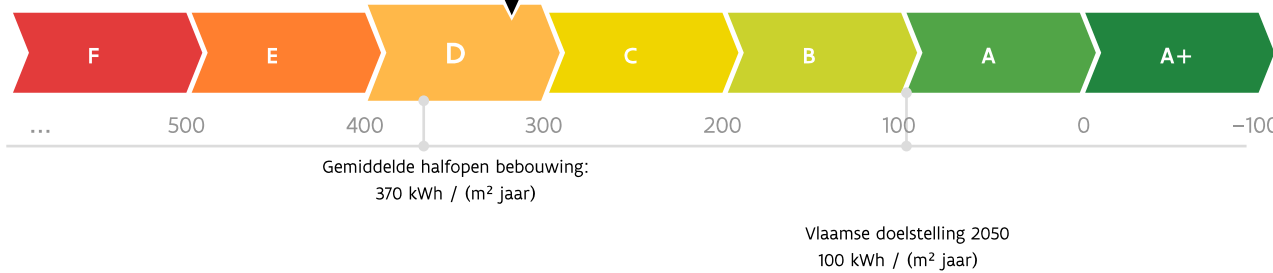 F E D C B A A+
... 500 400 300 200 100 0 −100
Gemiddelde halfopen bebouwing:
370 kWh / (m² jaar)
Vlaamse doelstelling 2050
100 kWh / (m² jaar)